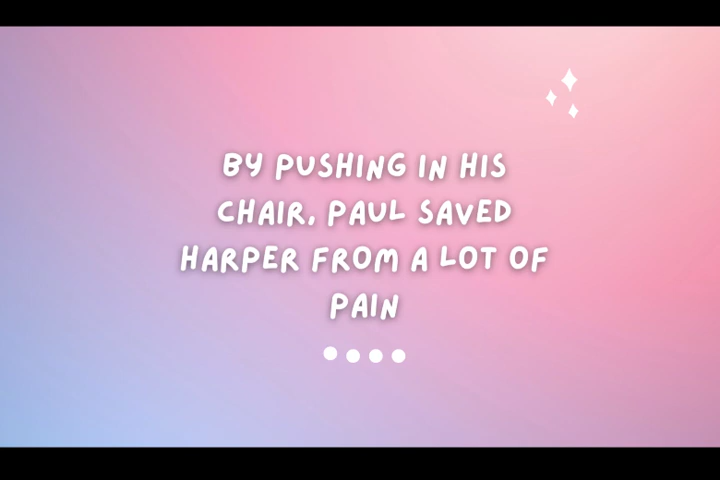 BY PUSHING IN HIS
CHAIR, PAUL SAVED
HARPER FROM A LOT OF
PAIN